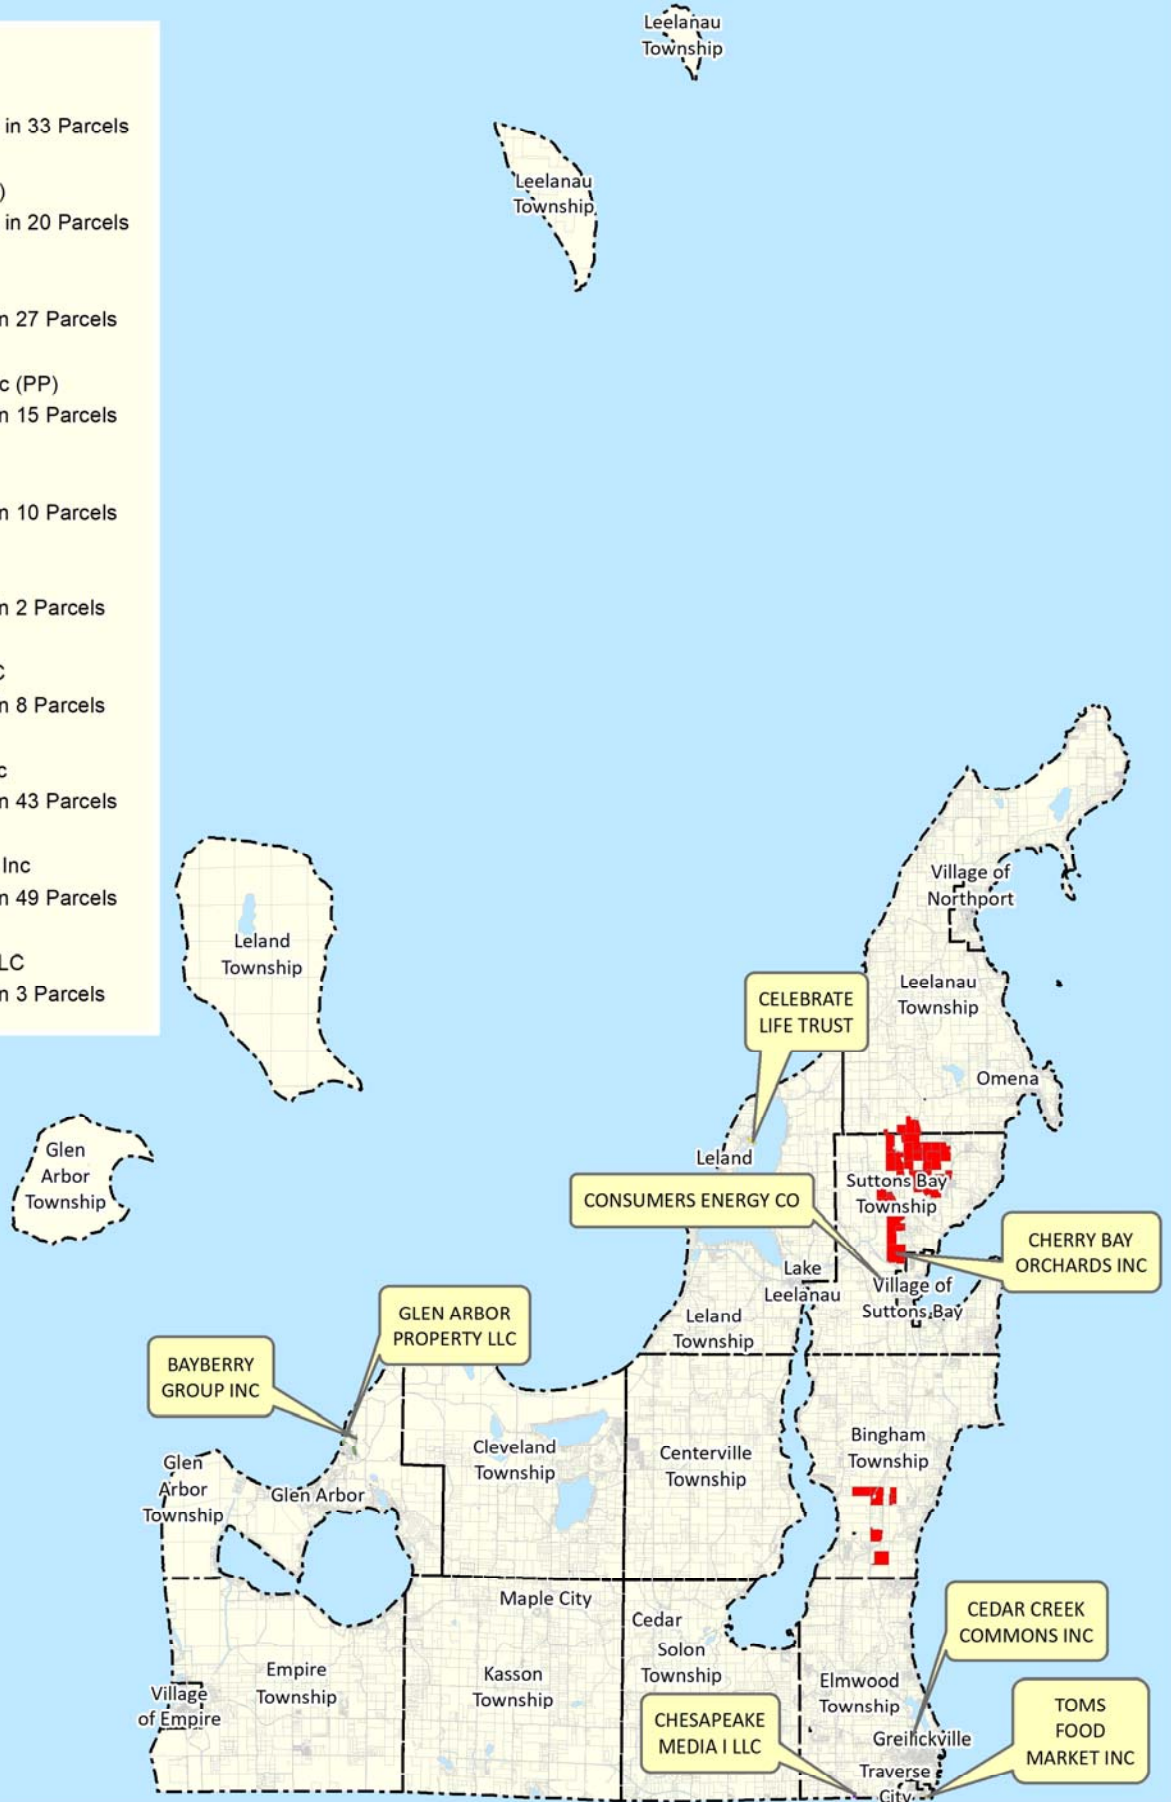 in 33 Parcels
)
in 20 Parcels
n 27 Parcels
c (PP)
n 15 Parcels
n 10 Parcels
n 2 Parcels
C
n 8 Parcels
c
n 43 Parcels
Inc
n 49 Parcels
LC
n 3 Parcels
Leelanau
Township
Leelanau
Township
Village of
Northport
Leland
Township
Leelanau
Township
CELEBRATE
LIFE TRUST
Omena
Glen
Arbor
Township
Leland
Suttons Bay
Township
CONSUMERS ENERGY CO
CHERRY BAY
ORCHARDS INC
Lake
Leelanau
Village of
Suttons Bay
GLEN ARBOR
PROPERTY LLC
Leland
Township
BAYBERRY
GROUP INC
Cleveland
Township
Centerville
Township
Bingham
Township
Glen
Arbor
Township
Glen Arbor
Maple City
Cedar
CEDAR CREEK
COMMONS INC
Solon
Township
Empire
Township
Kasson
Township
Elmwood
Township
Village
of Empire
CHESAPEAKE
MEDIA I LLC
TOMS
FOOD
MARKET INC
Greilickville
Traverse
City